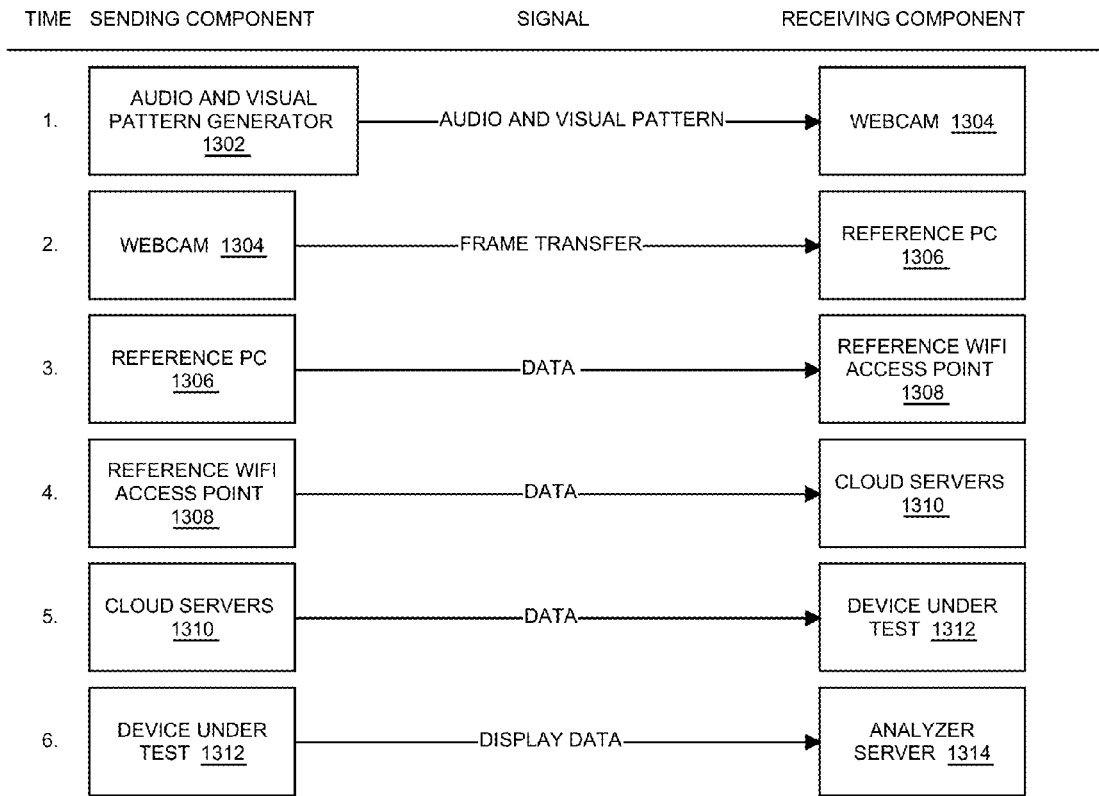 TIME SENDING COMPONENT SIGNAL RECEIVING COMPONENT
1.
AUDIO AND VISUAL
PATTERN GENERATOR
1302
AUDIO AND VISUAL PATTERN
WEBCAM 1304
2.
WEBCAM 1304
FRAME TRANSFER
REFERENCE PC
1306
3.
REFERENCE PC
1306
DATA
REFERENCE WIFI
ACCESS POINT
1308
4.
REFERENCE WIFI
ACCESS POINT
1308
DATA
CLOUD SERVERS
1310
5.
CLOUD SERVERS
1310
DATA
DEVICE UNDER
TEST 1312
6.
DEVICE UNDER
TEST 1312
DISPLAY DATA
ANALYZER
SERVER 1314